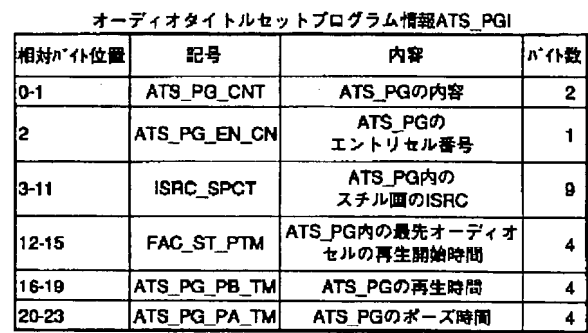 オーディオタイトルセットプログラム情報ATS_PGI
相対バイト位置 記号 内容 バイト数
0-1 ATS_PG_CNT ATS_PGの内容 2
2 ATS_PG_EN_CN ATS_PGの
エントリセル番号 1
3-11 ISRC_SPCT ATS_PG内の
スチル画のISRC 9
12-15 FAC_ST_PTM ATS_PG内の最先オーディオ
セルの再生開始時間 4
16-19 ATS_PG_PB_TM ATS_PGの再生時間 4
20-23 ATS_PG_PA_TM ATS_PGのポーズ時間 4